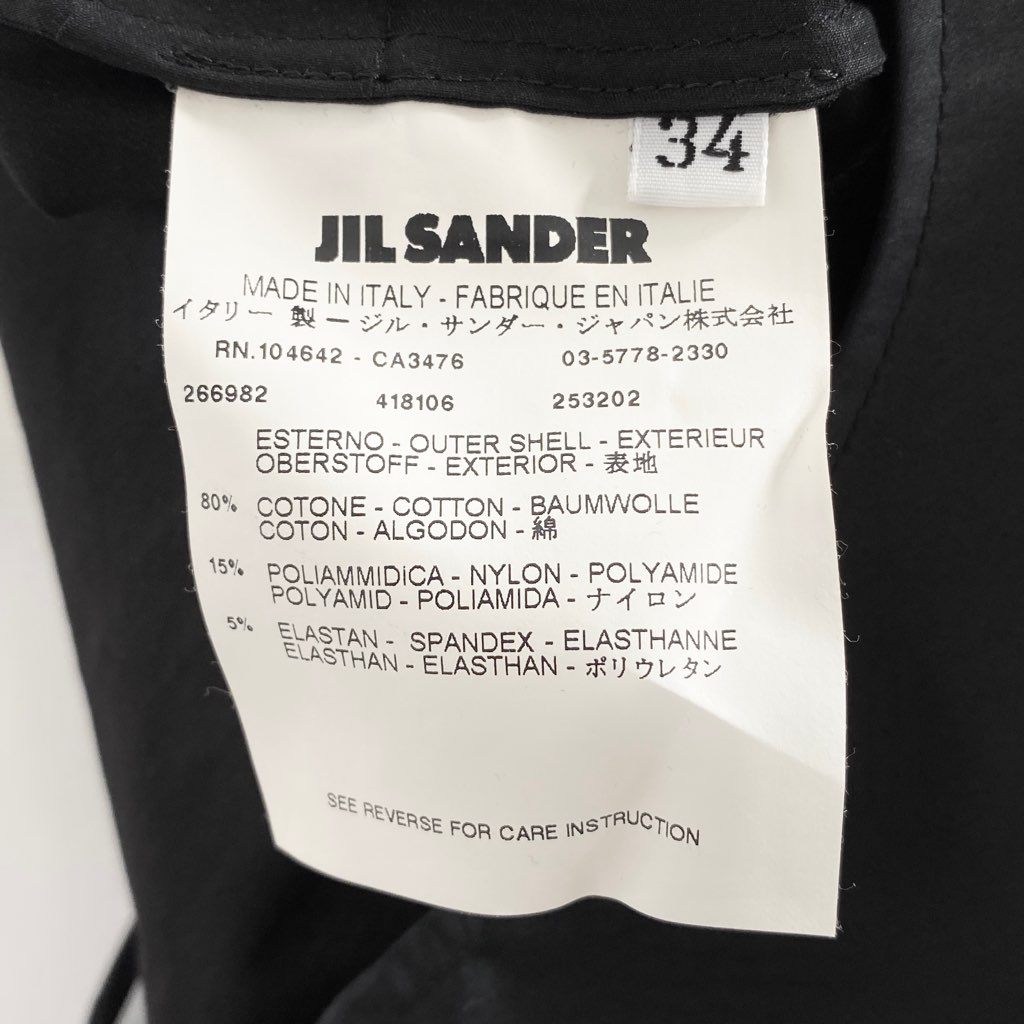 34
JIL SANDER
MADE IN ITALY - FABRIQUE EN ITALIE
イタリー 製 ー ジル・サンダー・ジャパン株式会社
RN.104642 - CA3476 03-5778-2330
266982 418106 253202
ESTERNO - OUTER SHELL - EXTERIEUR
OBERSTOFF - EXTERIOR - 表地
80% COTONE - COTTON - BAUMWOLLE
COTON - ALGODON - 綿
15% POLIAMMIDiCA - NYLON - POLYAMIDE
POLYAMID - POLIAMIDA - ナイロン
5% ELASTAN - SPANDEX - ELASTHANNE
ELASTHAN - ELASTHAN - ポリウレタン
SEE REVERSE FOR CARE INSTRUCTION